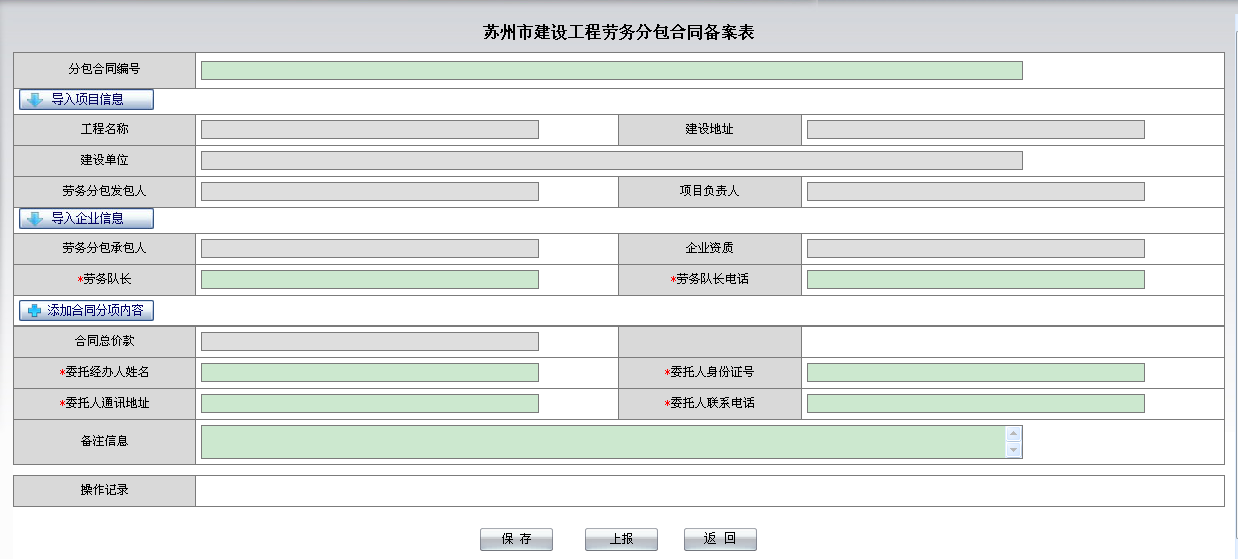 苏州市建设工程劳务分包合同备案表
分包合同编号
导入项目信息
工程名称 建设地址
建设单位
劳务分包发包人 项目负责人
导入企业信息
劳务分包承包人 企业资质
*劳务队长 *劳务队长电话
添加合同分项内容
合同总价款
*委托经办人姓名 *委托人身份证号
*委托人通讯地址 *委托人联系电话
备注信息
操作记录
保 存 上报 返 回